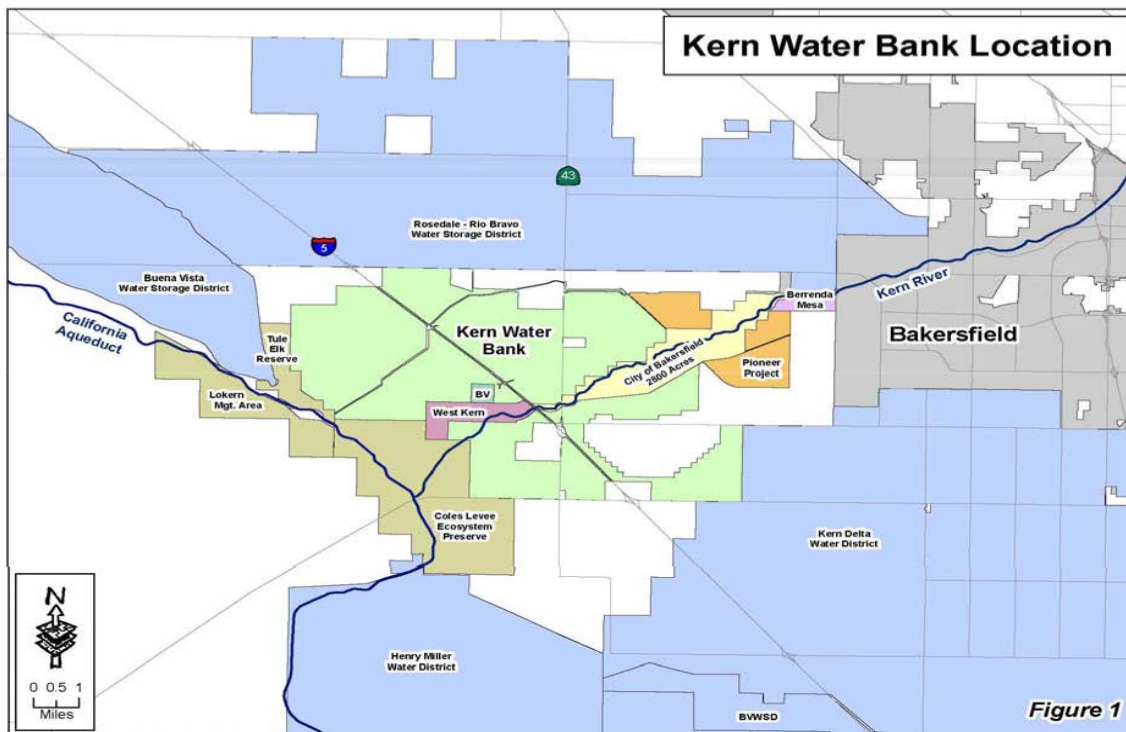 Kern Water Bank Location
43
Rosedale - Rio Bravo
Water Storage District
5
Buena Vista
Water Storage District
California
Aqueduct
Tule
Elk
Reserve
Kern Water
Bank
Berrenda
Mesa
Kern River
Bakersfield
City of Bakersfield
2800 Acres
Pioneer
Project
Lokern
Mgt. Area
BV
West Kern
Coles Levee
Ecosystem
Preserve
Kern Delta
Water District
N
0 0.5 1
Miles
Henry Miller
Water District
BVWSD
Figure 1